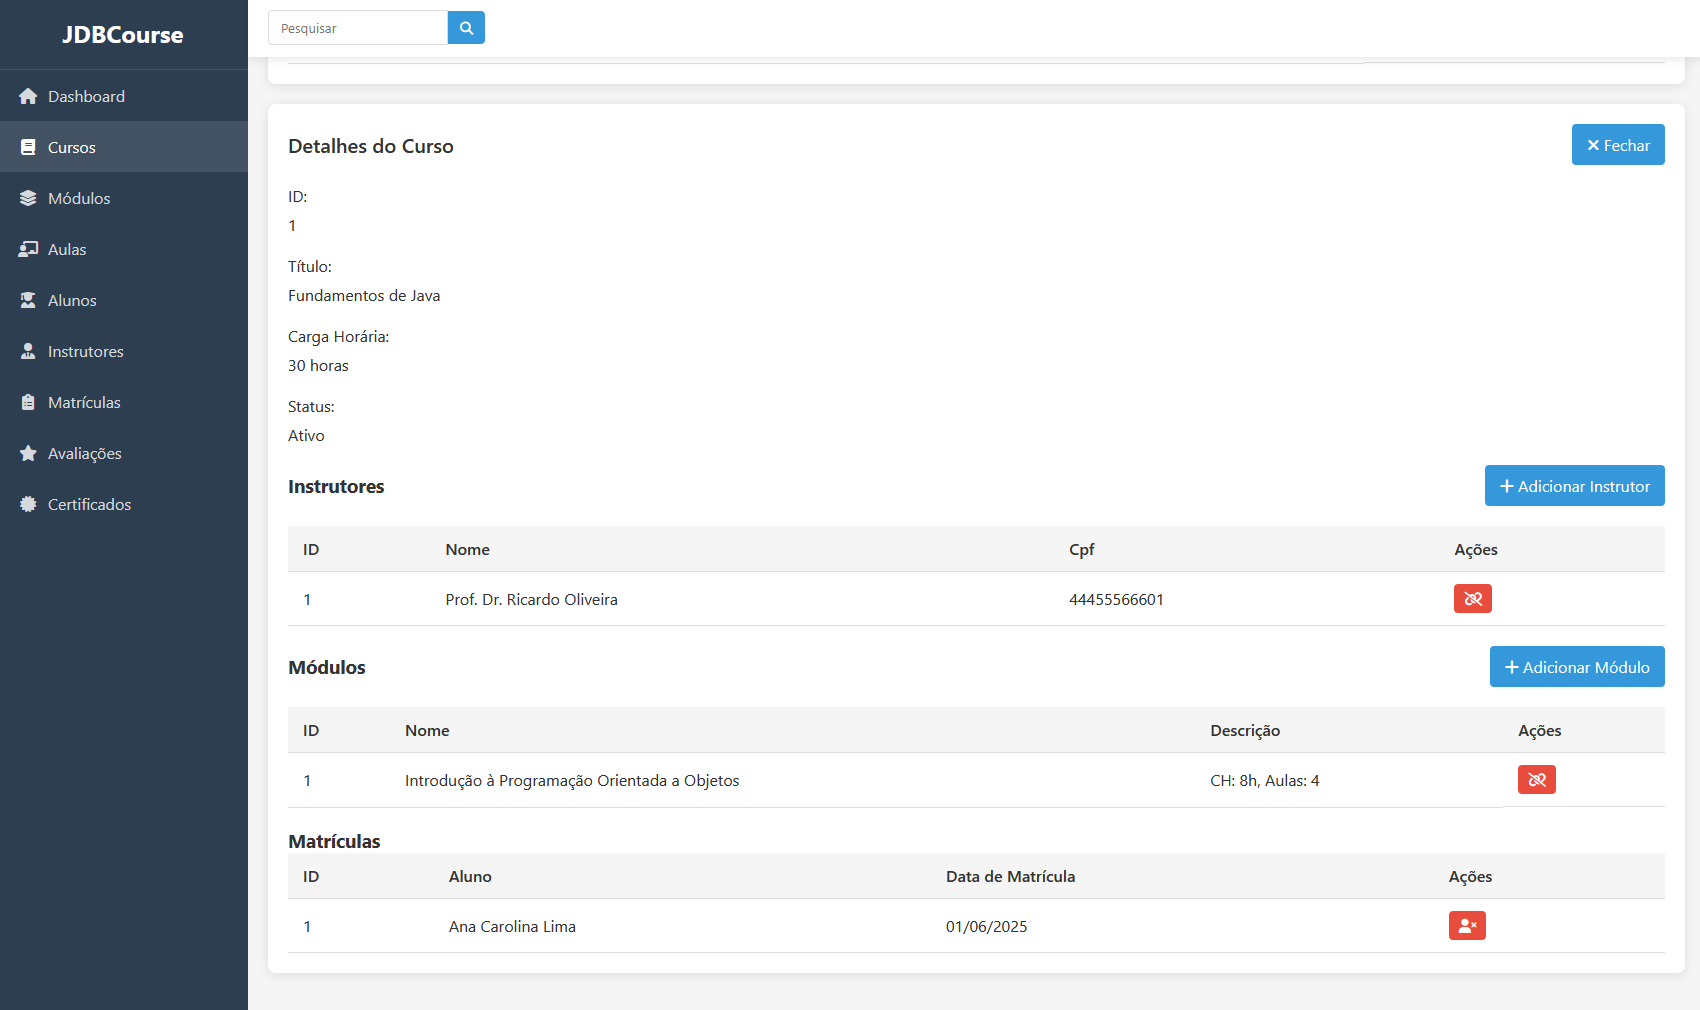 JDBCourse
Pesquisar
Dashboard
Cursos
Módulos
Aulas
Alunos
Instrutores
Matrículas
Avaliações
Certificados
Detalhes do Curso
Fechar
ID:
1
Título:
Fundamentos de Java
Carga Horária:
30 horas
Status:
Ativo
Instrutores
Adicionar Instrutor
ID Nome Cpf Ações
1 Prof. Dr. Ricardo Oliveira 44455566601
Módulos
Adicionar Módulo
ID Nome Descrição Ações
1 Introdução à Programação Orientada a Objetos CH: 8h, Aulas: 4
Matrículas
ID Aluno Data de Matrícula Ações
1 Ana Carolina Lima 01/06/2025